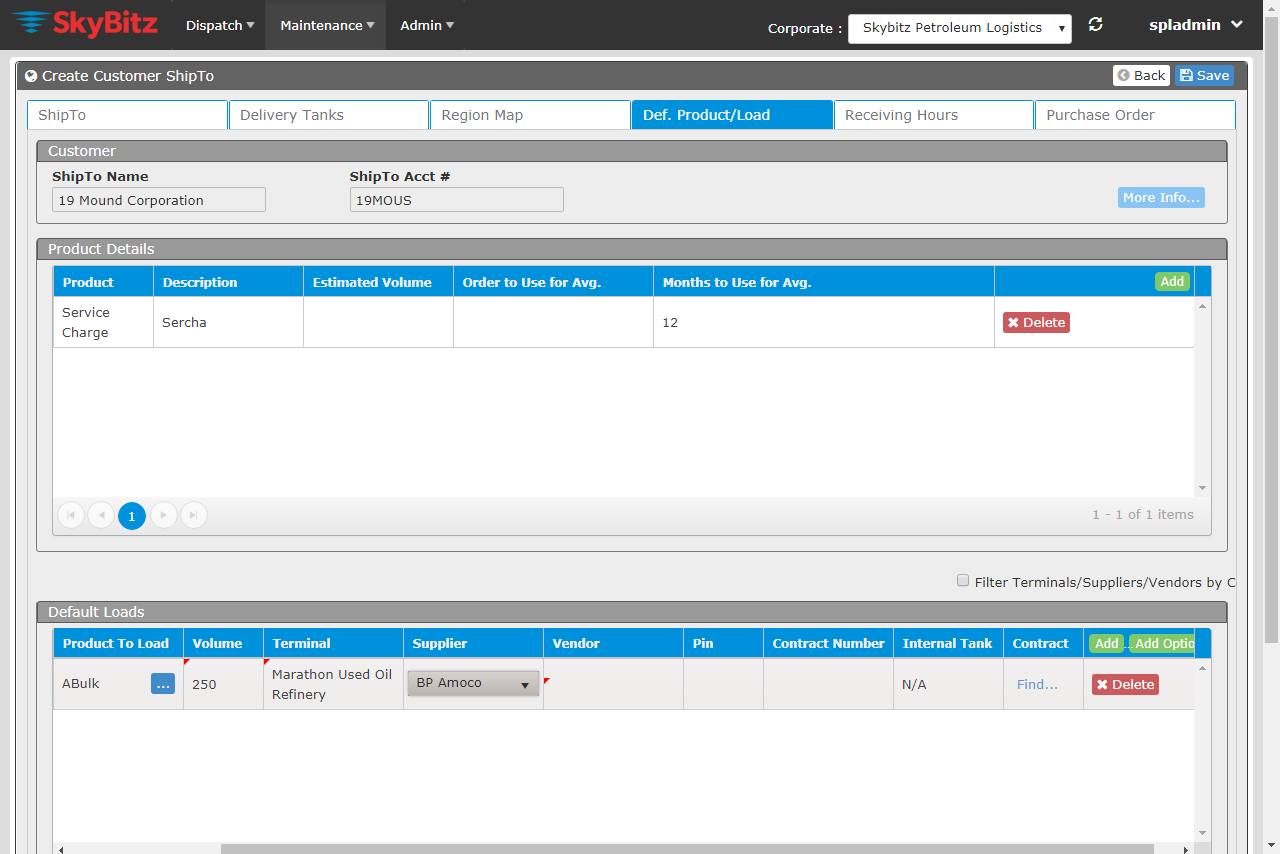 SkyBitz Dispatch Maintenance Admin Corporate : Skybitz Petroleum Logistics spladmin
Create Customer ShipTo Back Save
ShipTo Delivery Tanks Region Map Def. Product/Load Receiving Hours Purchase Order
Customer
ShipTo Name ShipTo Acct #
19 Mound Corporation 19MOUS More Info...
Product Details
Product Description Estimated Volume Order to Use for Avg. Months to Use for Avg. Add
Service
Charge Sercha 12 Delete
1 1 - 1 of 1 items
Filter Terminals/Suppliers/Vendors by C
Default Loads
Product To Load Volume Terminal Supplier Vendor Pin Contract Number Internal Tank Contract Add ... Add Optio
ABulk ... 250 Marathon Used Oil
Refinery BP Amoco N/A Find... Delete